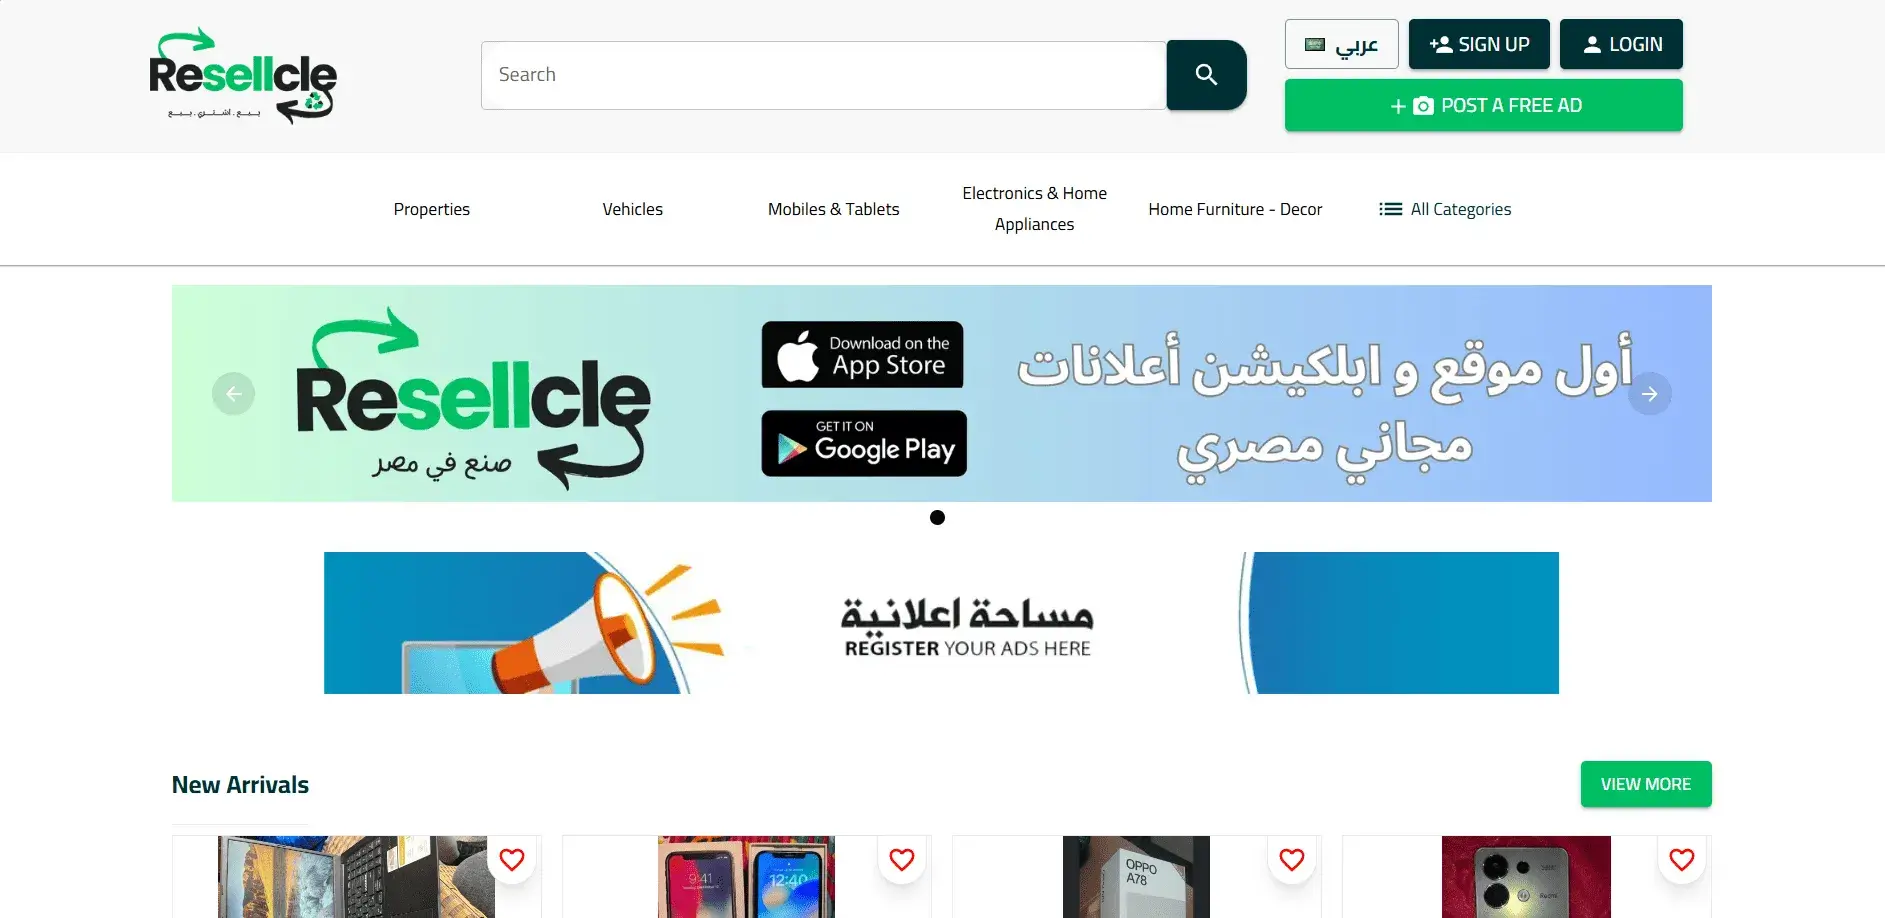 Resellcle
بيع.اشتري.بيع
Search
عربي
SIGN UP
LOGIN
+ POST A FREE AD
Properties
Vehicles
Mobiles & Tablets
Electronics & Home
Appliances
Home Furniture - Decor
All Categories
Resellcle
صنع في مصر
Download on the
App Store
GET IT ON
Google Play
أول موقع و ابلكيشن أعلانات
مجاني مصري
مساحة اعلانية
REGISTER YOUR ADS HERE
New Arrivals
VIEW MORE
9:41
12:40
OPPO
A78